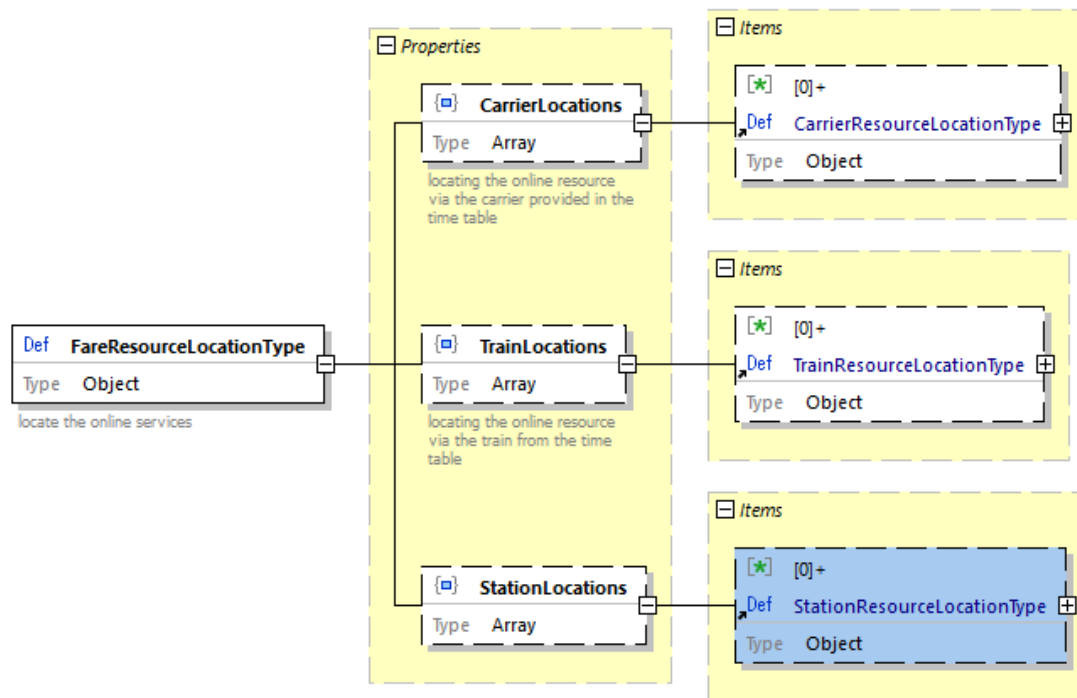 Items
[*] [0]+
Def CarrierResourceLocationType
Type Object
Properties
CarrierLocations
Type Array
locating the online resource
via the carrier provided in the
time table
Items
[*] [0]+
Def TrainResourceLocationType
Type Object
Def FareResourceLocationType
Type Object
locate the online services
TrainLocations
Type Array
locating the online resource
via the train from the time
table
Items
[*] [0]+
Def StationResourceLocationType
Type Object
StationLocations
Type Array